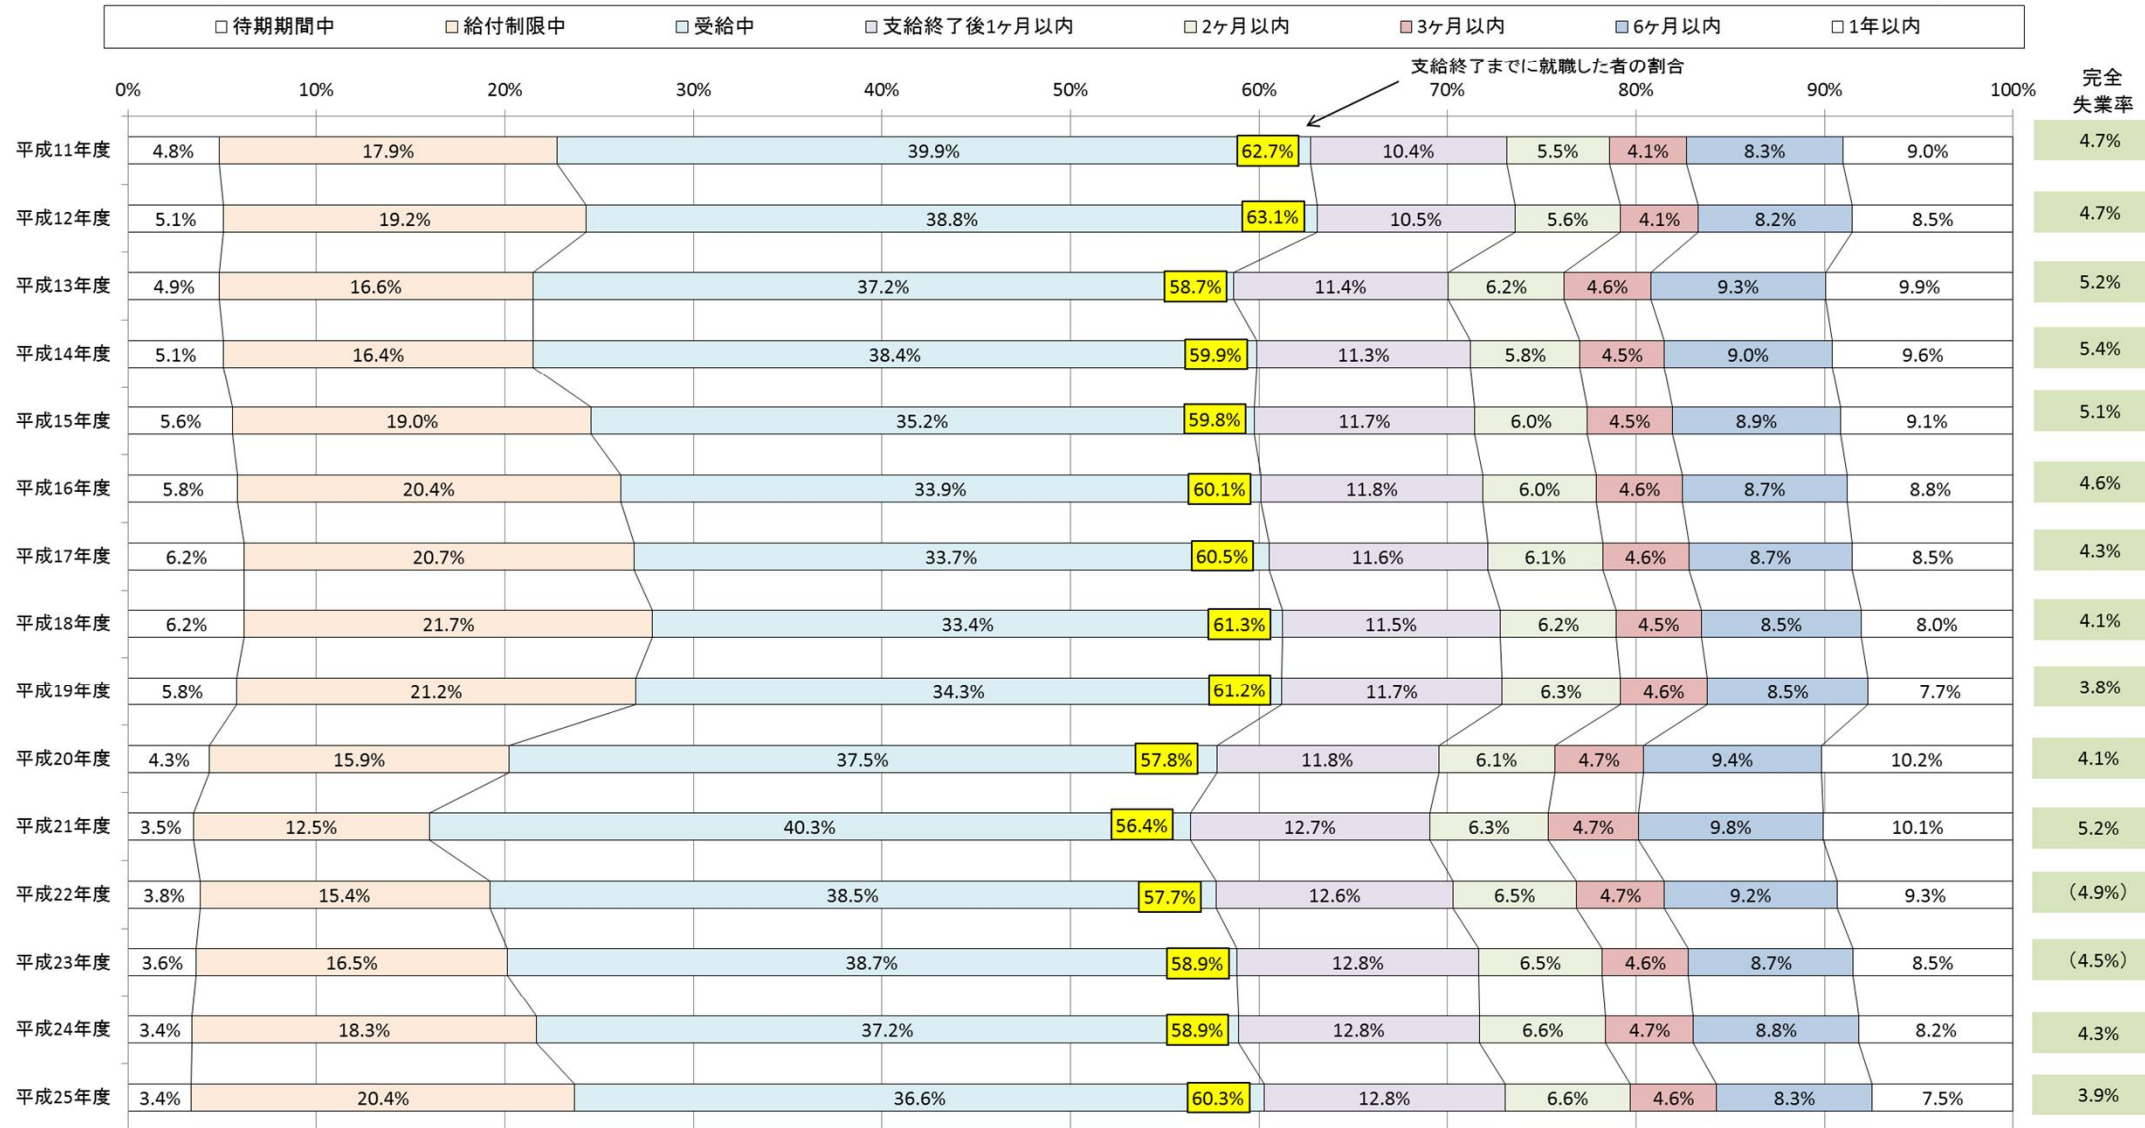 □待期期間中 □給付制限中 □受給中 □支給終了後1ヶ月以内 □2ヶ月以内 □3ヶ月以内 □6ヶ月以内 □1年以内
支給終了までに就職した者の割合
0% 10% 20% 30% 40% 50% 60% 70% 80% 90% 100%
完全
失業率
平成11年度 4.8% 17.9% 39.9% 62.7% 10.4% 5.5% 4.1% 8.3% 9.0% 4.7%
平成12年度 5.1% 19.2% 38.8% 63.1% 10.5% 5.6% 4.1% 8.2% 8.5% 4.7%
平成13年度 4.9% 16.6% 37.2% 58.7% 11.4% 6.2% 4.6% 9.3% 9.9% 5.2%
平成14年度 5.1% 16.4% 38.4% 59.9% 11.3% 5.8% 4.5% 9.0% 9.6% 5.4%
平成15年度 5.6% 19.0% 35.2% 59.8% 11.7% 6.0% 4.5% 8.9% 9.1% 5.1%
平成16年度 5.8% 20.4% 33.9% 60.1% 11.8% 6.0% 4.6% 8.7% 8.8% 4.6%
平成17年度 6.2% 20.7% 33.7% 60.5% 11.6% 6.1% 4.6% 8.7% 8.5% 4.3%
平成18年度 6.2% 21.7% 33.4% 61.3% 11.5% 6.2% 4.5% 8.5% 8.0% 4.1%
平成19年度 5.8% 21.2% 34.3% 61.2% 11.7% 6.3% 4.6% 8.5% 7.7% 3.8%
平成20年度 4.3% 15.9% 37.5% 57.8% 11.8% 6.1% 4.7% 9.4% 10.2% 4.1%
平成21年度 3.5% 12.5% 40.3% 56.4% 12.7% 6.3% 4.7% 9.8% 10.1% 5.2%
平成22年度 3.8% 15.4% 38.5% 57.7% 12.6% 6.5% 4.7% 9.2% 9.3% （4.9%）
平成23年度 3.6% 16.5% 38.7% 58.9% 12.8% 6.5% 4.6% 8.7% 8.5% （4.5%）
平成24年度 3.4% 18.3% 37.2% 58.9% 12.8% 6.6% 4.7% 8.8% 8.2% 4.3%
平成25年度 3.4% 20.4% 36.6% 60.3% 12.8% 6.6% 4.6% 8.3% 7.5% 3.9%